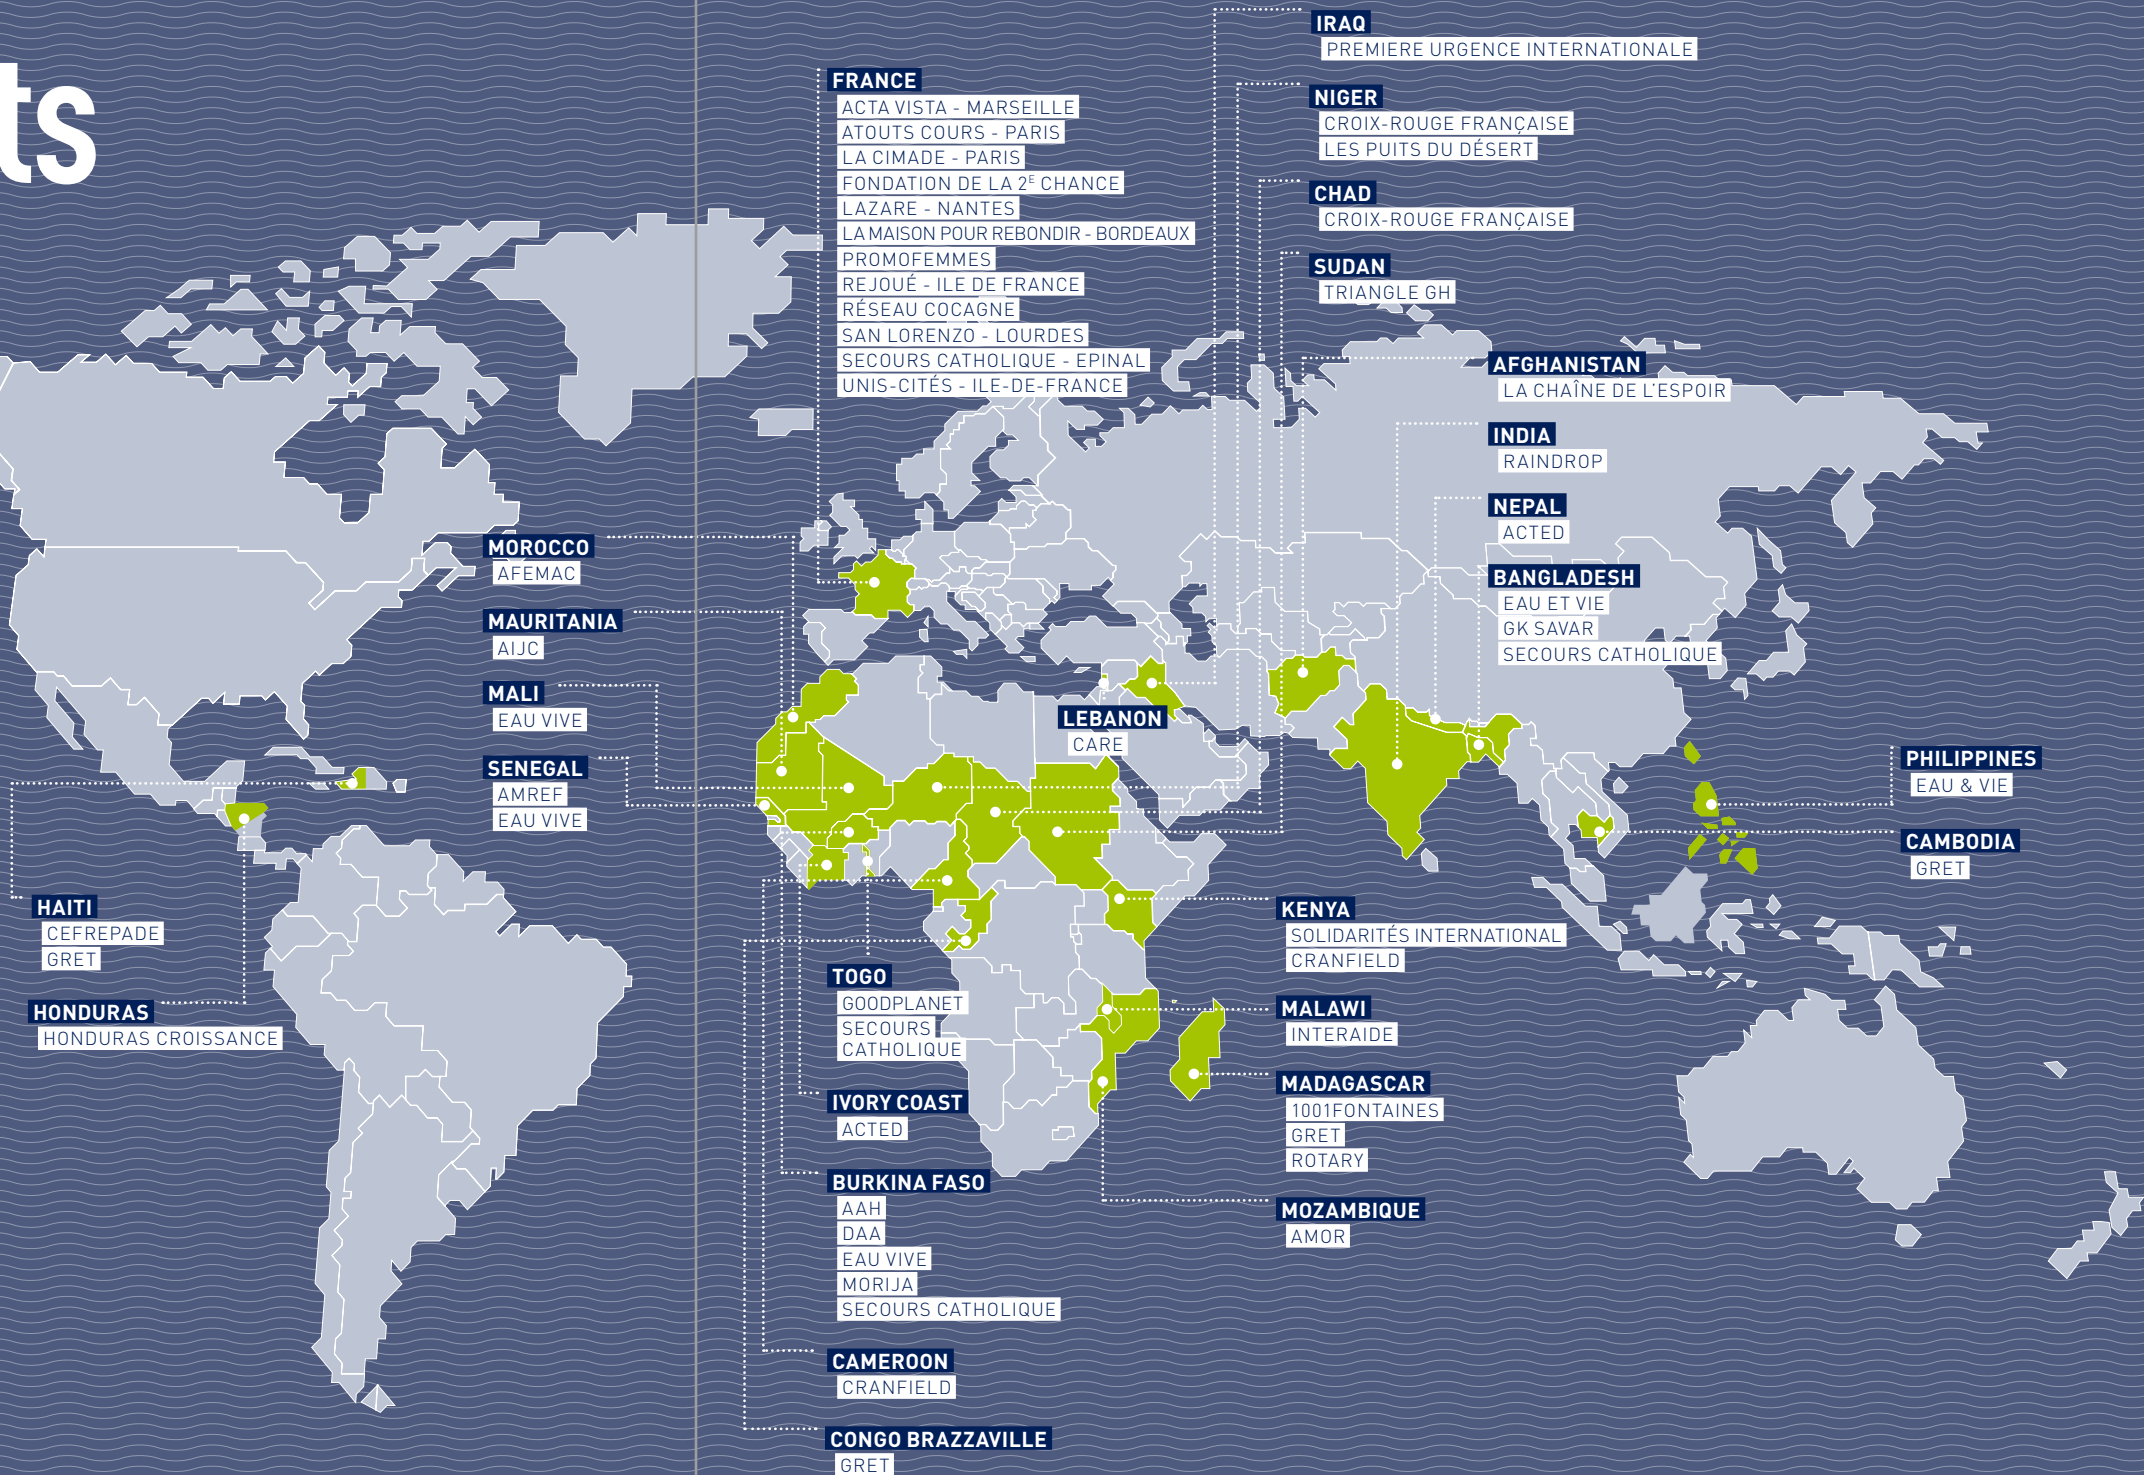 ts
FRANCE
ACTA VISTA - MARSEILLE
ATOUTS COURS - PARIS
LA CIMADE - PARIS
FONDATION DE LA 2E CHANCE
LAZARE - NANTES
LA MAISON POUR REBONDIR - BORDEAUX
PROMOFEMMES
REJOUÉ - ILE DE FRANCE
RÉSEAU COCAGNE
SAN LORENZO - LOURDES
SECOURS CATHOLIQUE - EPINAL
UNIS-CITÉS - ILE-DE-FRANCE
IRAQ
PREMIERE URGENCE INTERNATIONALE
NIGER
CROIX-ROUGE FRANÇAISE
LES PUITS DU DÉSERT
CHAD
CROIX-ROUGE FRANÇAISE
SUDAN
TRIANGLE GH
AFGHANISTAN
LA CHAÎNE DE L'ESPOIR
INDIA
RAINDROP
NEPAL
ACTED
BANGLADESH
EAU ET VIE
GK SAVAR
SECOURS CATHOLIQUE
MOROCCO
AFEMAC
MAURITANIA
AIJC
MALI
EAU VIVE
SENEGAL
AMREF
EAU VIVE
LEBANON
CARE
PHILIPPINES
EAU & VIE
CAMBODIA
GRET
HAITI
CEFREPADE
GRET
HONDURAS
HONDURAS CROISSANCE
TOGO
GOODPLANET
SECOURS
CATHOLIQUE
IVORY COAST
ACTED
BURKINA FASO
AAH
DAA
EAU VIVE
MORIJA
SECOURS CATHOLIQUE
CAMEROON
CRANFIELD
CONGO BRAZZAVILLE
GRET
KENYA
SOLIDARITÉS INTERNATIONAL
CRANFIELD
MALAWI
INTERAIDE
MADAGASCAR
1001FONTAINES
GRET
ROTARY
MOZAMBIQUE
AMOR